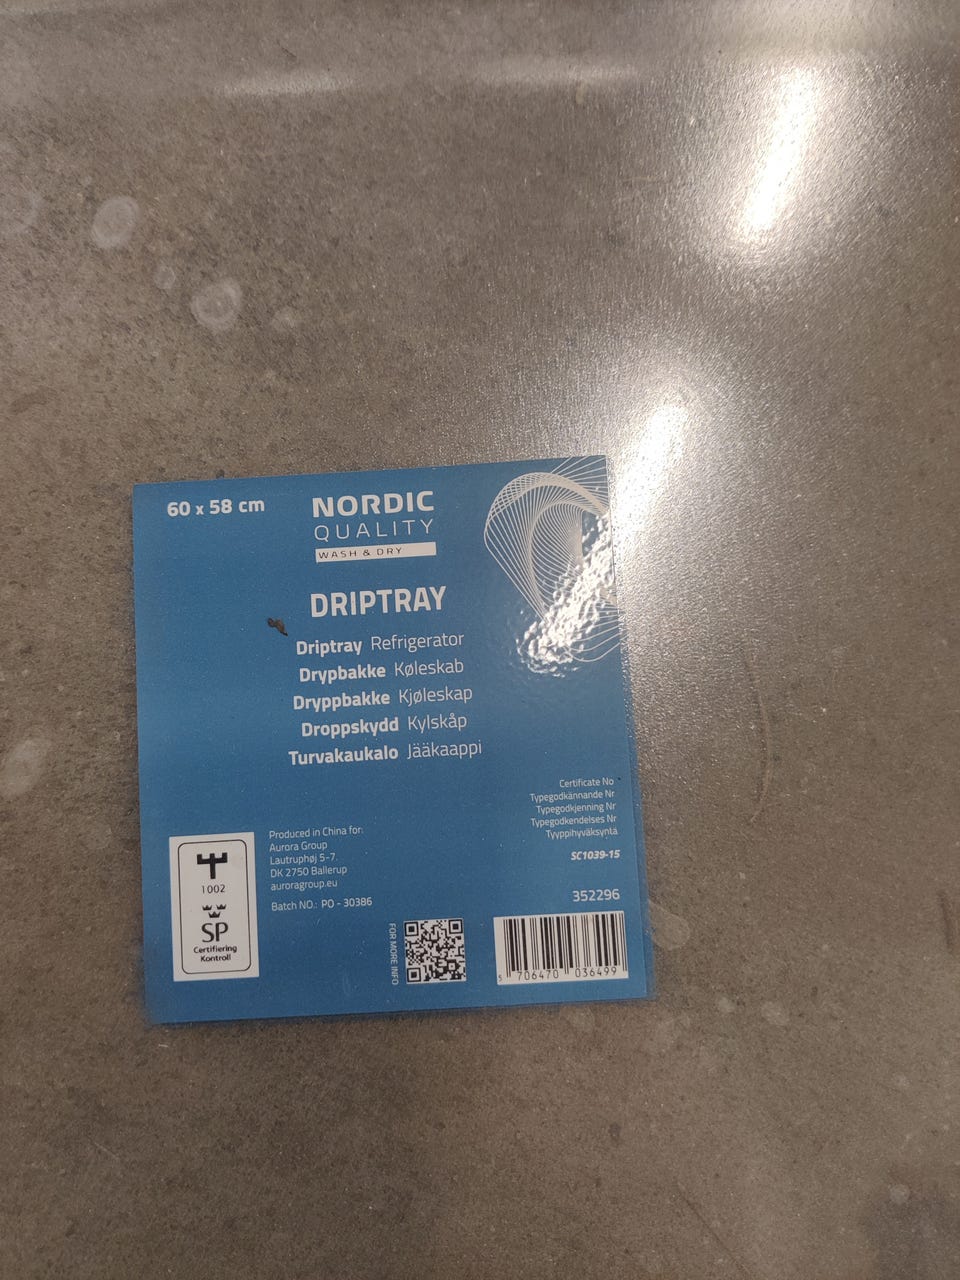 60 x 58 cm
NORDIC
QUALITY
WASH & DRY
DRIPTRAY
Driptray Refrigerator
Drypbakke Køleskab
Dryppbakke Kjøleskap
Droppskydd Kylskåp
Turvakaukalo Jääkaappi
Certificate No
Typegodkännande Nr
Typegodkjenning Nr
Typegodkendelses Nr
Tyyppihyväksyntä
SC1039-15
1002
SP
Certifiering
Kontroll
Produced in China for:
Aurora Group
Lautruphøj 5-7
DK 2750 Ballerup
auroragroup.eu
Batch NO.: PO - 30386
FOR MORE INFO
352296
5 706470 036499